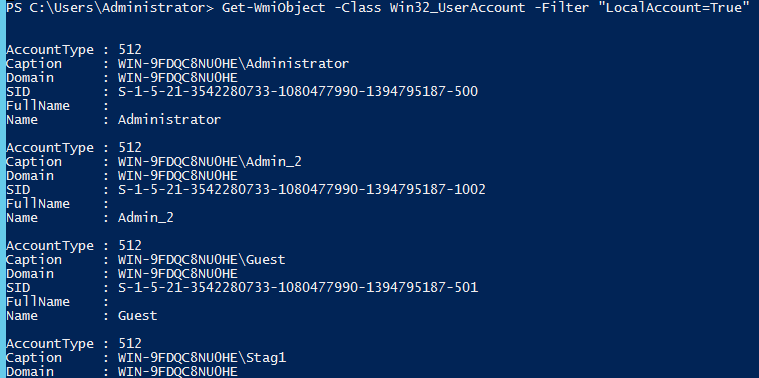 PS C:\Users\Administrator> Get-WmiObject -Class Win32_UserAccount -Filter "LocalAccount=True"
AccountType : 512
Caption : WIN-9FDQC8NU0HE\Administrator
Domain : WIN-9FDQC8NU0HE
SID : S-1-5-21-3542280733-1080477990-1394795187-500
FullName :
Name : Administrator
AccountType : 512
Caption : WIN-9FDQC8NU0HE\Admin_2
Domain : WIN-9FDQC8NU0HE
SID : S-1-5-21-3542280733-1080477990-1394795187-1002
FullName :
Name : Admin_2
AccountType : 512
Caption : WIN-9FDQC8NU0HE\Guest
Domain : WIN-9FDQC8NU0HE
SID : S-1-5-21-3542280733-1080477990-1394795187-501
FullName :
Name : Guest
AccountType : 512
Caption : WIN-9FDQC8NU0HE\Stag1
Domain : WIN-9FDQC8NU0HE